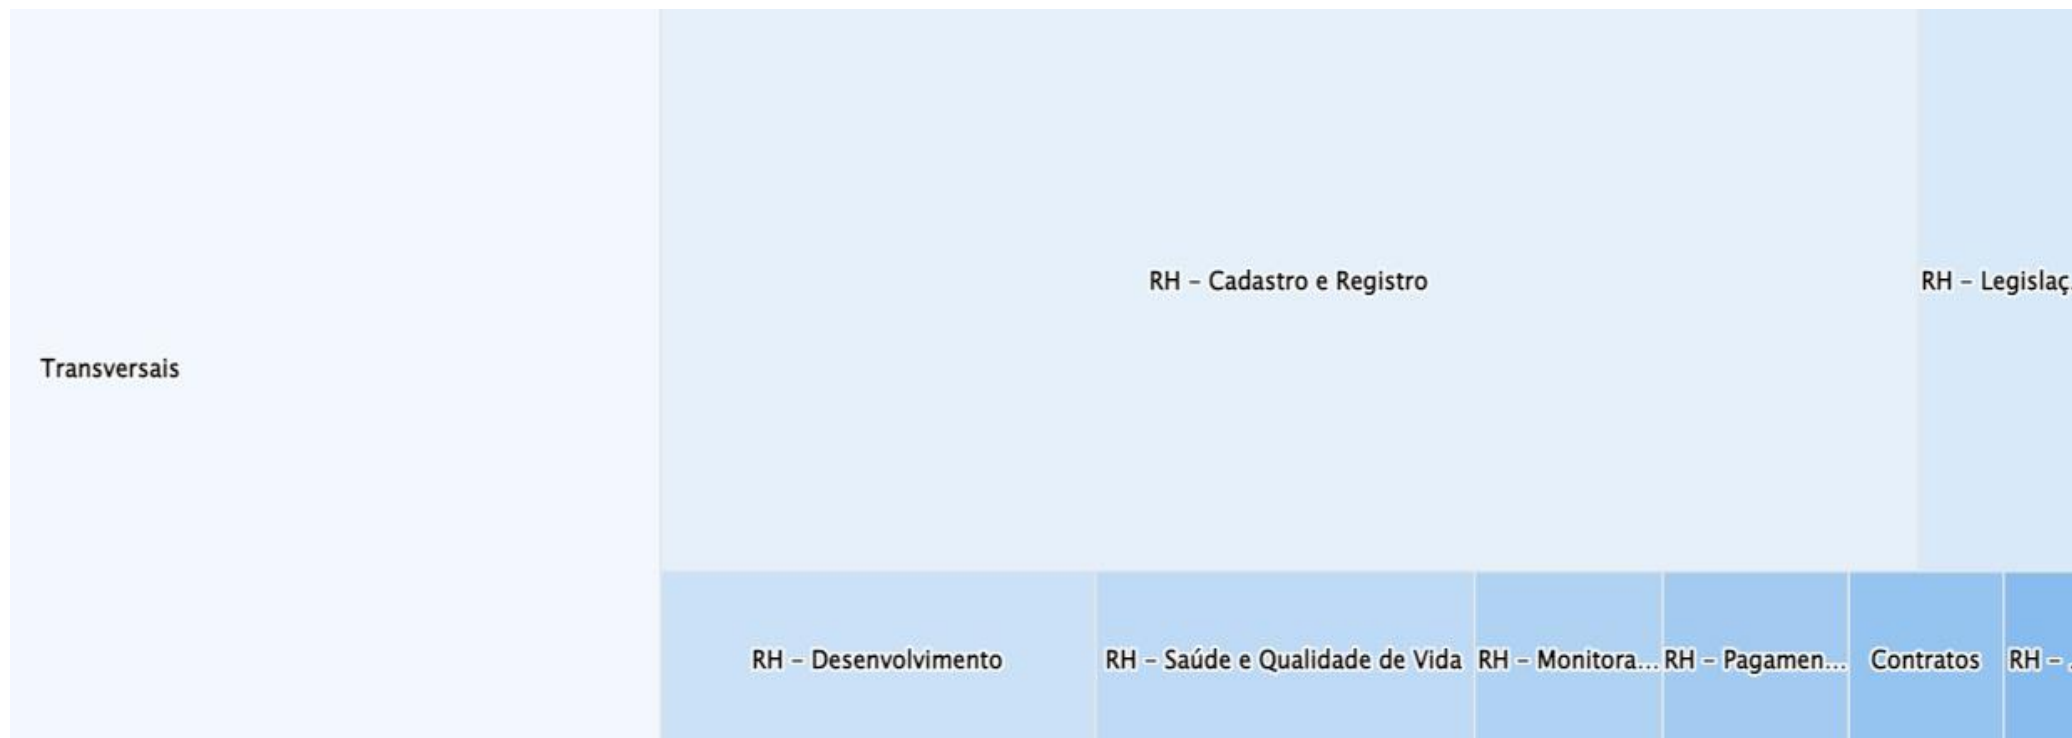 Transversais
RH – Cadastro e Registro
RH – Legislaç
RH – Desenvolvimento
RH – Saúde e Qualidade de Vida
RH – Monitora...
RH – Pagamen...
Contratos
RH – .